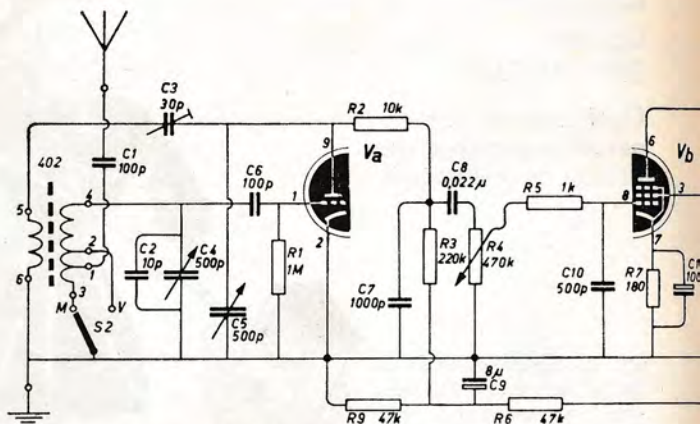 C3
30p
R2 10k
9
Va
6
Vb
402
C1
100p
C6
100p
C8
0,022µ
R5 1k
3
4
1
8
5
2
2
7
1
R1
1M
R3
220k
R4
470k
C2
10p
C4
500p
C10
500p
R7
180
6
3
M
V
S2
C5
500p
C7
1000p
8µ
C9
R9 47k
R6 47k